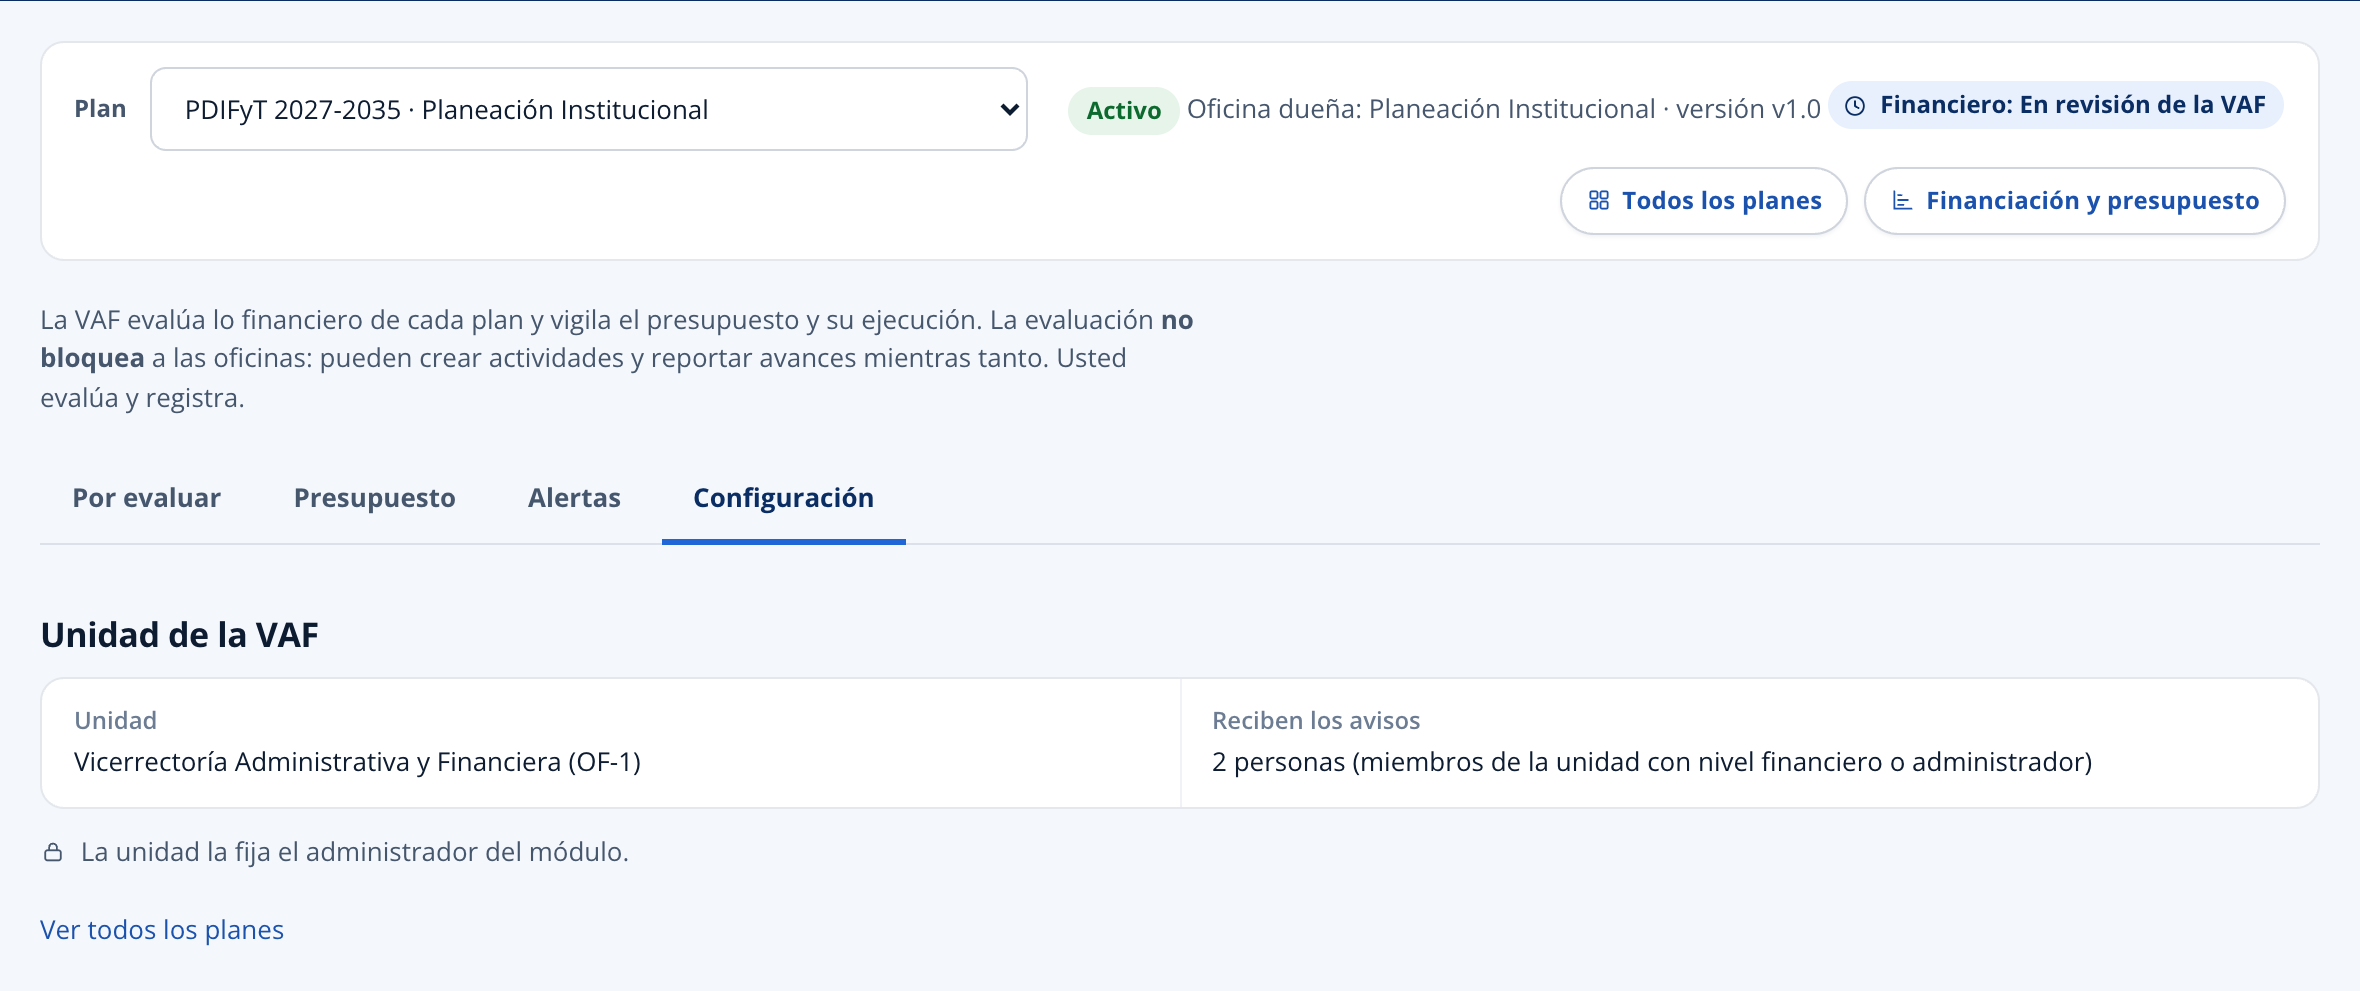 Plan
PDIFyT 2027-2035 · Planeación Institucional
Activo Oficina dueña: Planeación Institucional · versión v1.0 Financiero: En revisión de la VAF
Todos los planes Financiación y presupuesto
La VAF evalúa lo financiero de cada plan y vigila el presupuesto y su ejecución. La evaluación no
bloquea a las oficinas: pueden crear actividades y reportar avances mientras tanto. Usted
evalúa y registra.
Por evaluar Presupuesto Alertas Configuración
Unidad de la VAF
Unidad
Vicerrectoría Administrativa y Financiera (OF-1)
Reciben los avisos
2 personas (miembros de la unidad con nivel financiero o administrador)
La unidad la fija el administrador del módulo.
Ver todos los planes